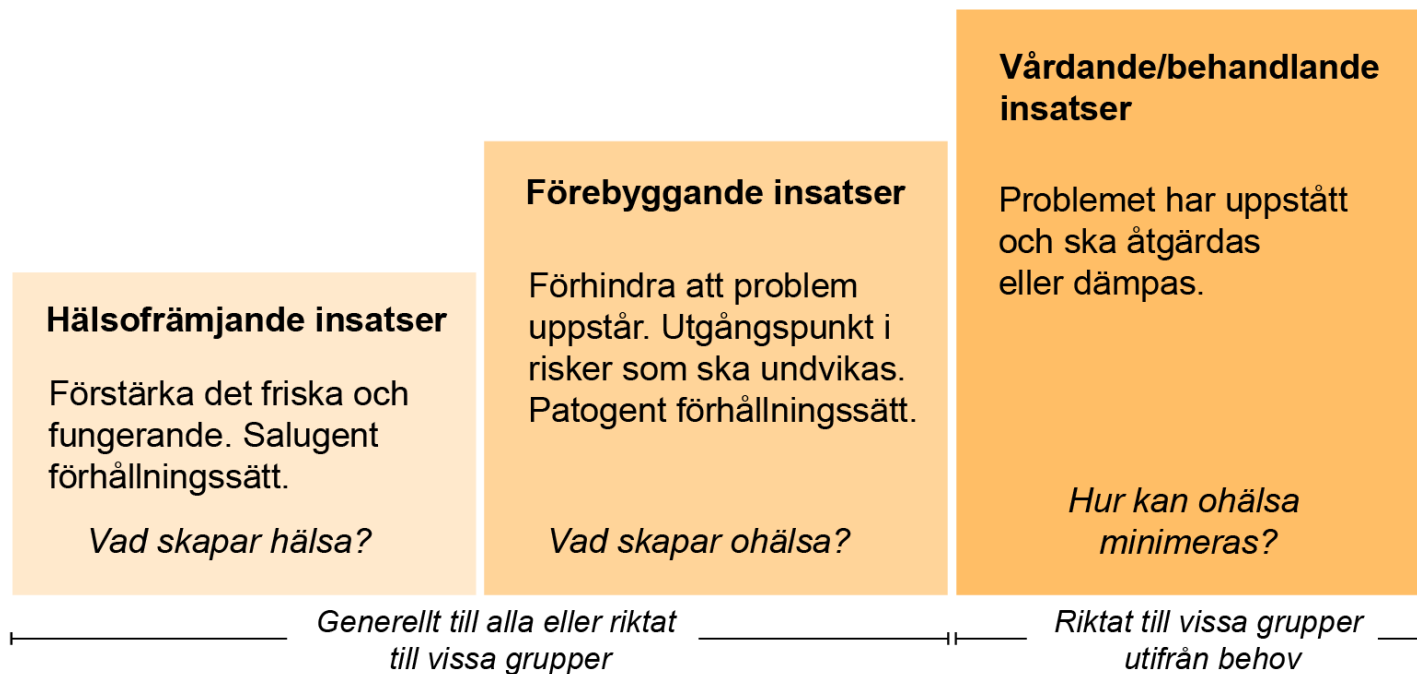 Hälsofrämjande insatser
Förstärka det friska och
fungerande. Salugent
förhållningssätt.
Vad skapar hälsa?
Förebyggande insatser
Förhindra att problem
uppstår. Utgångspunkt i
risker som ska undvikas.
Patogent förhållningssätt.
Vad skapar ohälsa?
Vårdande/behandlande
insatser
Problemet har uppstått
och ska åtgärdas
eller dämpas.
Hur kan ohälsa
minimeras?
Generellt till alla eller riktat
till vissa grupper
Riktat till vissa grupper
utifrån behov